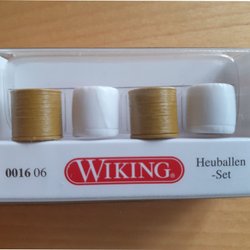 0016 06
WIKING®
Heuballen
-Set